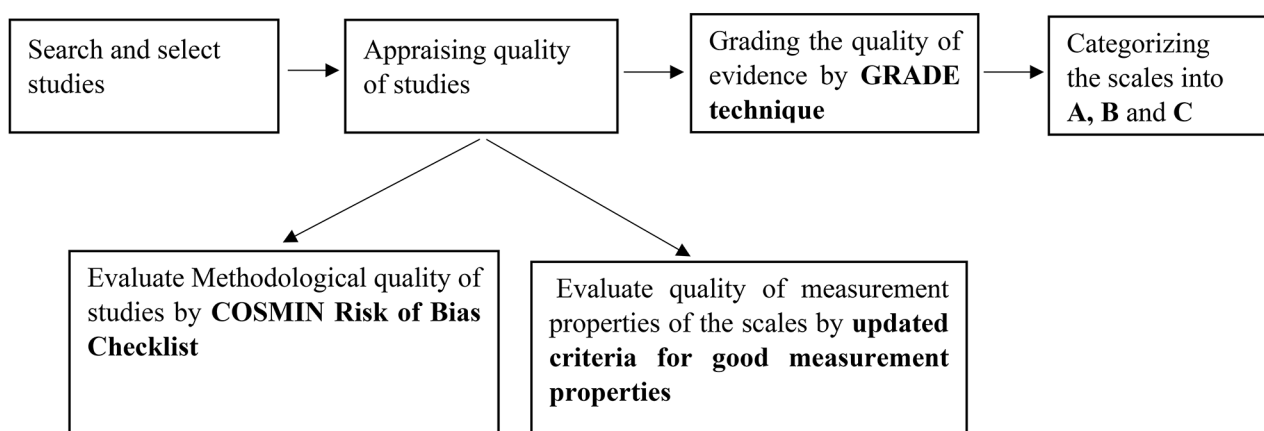 Search and select
studies
Appraising quality
of studies
Grading the quality of
evidence by GRADE
technique
Categorizing
the scales into
A, B and C
Evaluate Methodological quality of
studies by COSMIN Risk of Bias
Checklist
Evaluate quality of measurement
properties of the scales by updated
criteria for good measurement
properties